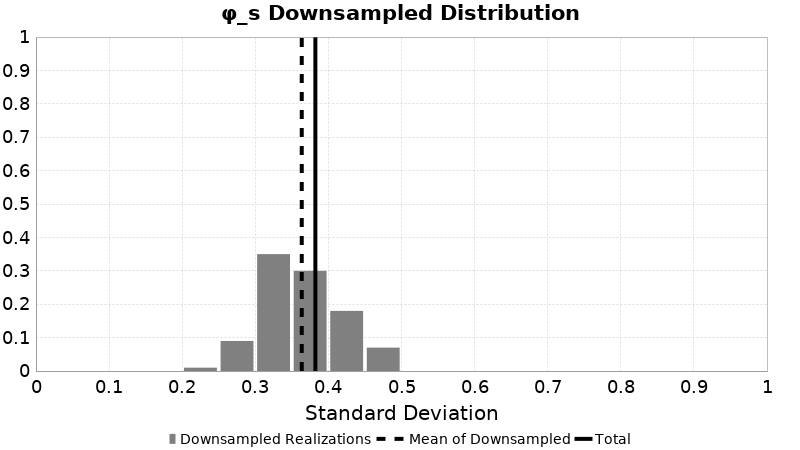 φ_s Downsampled Distribution
1
0.9
0.8
0.7
0.6
0.5
0.4
0.3
0.2
0.1
0
0 0.1 0.2 0.3 0.4 0.5 0.6 0.7 0.8 0.9 1
Standard Deviation
Downsampled Realizations Mean of Downsampled Total